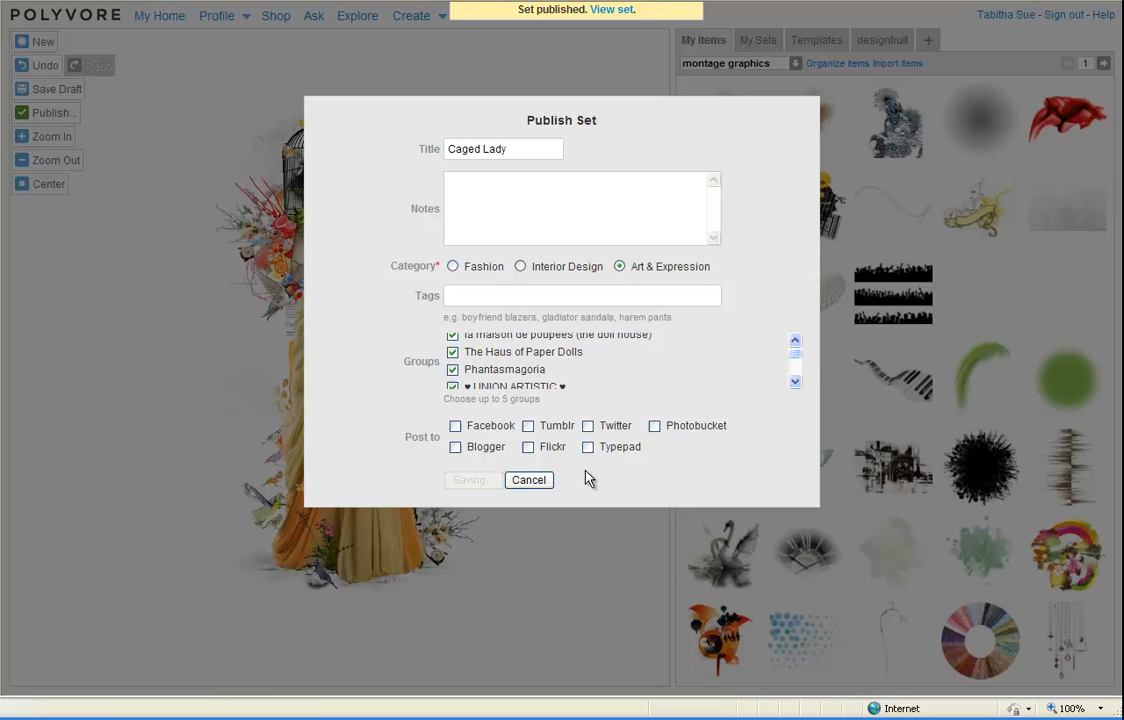 Set published. View set.
POLYVORE My Home Profile Shop Ask Explore Create
Tabitha Sue - Sign out - Help
New
Undo Redo
Save Draft
Publish...
Zoom In
Zoom Out
Center
My Items My Sets Templates designfruit +
montage graphics Organize items Import items 1
Publish Set
Title Caged Lady
Notes
Category* Fashion Interior Design Art & Expression
Tags
e.g. boyfriend blazers, gladiator sandals, harem pants
la maison de poupées (the doll house)
The Haus of Paper Dolls
Groups
Phantasmagoria
♥ UNION ARTISTIC ♥
Choose up to 5 groups
Facebook Tumblr Twitter Photobucket
Post to
Blogger Flickr Typepad
Saving... Cancel
Internet 100%